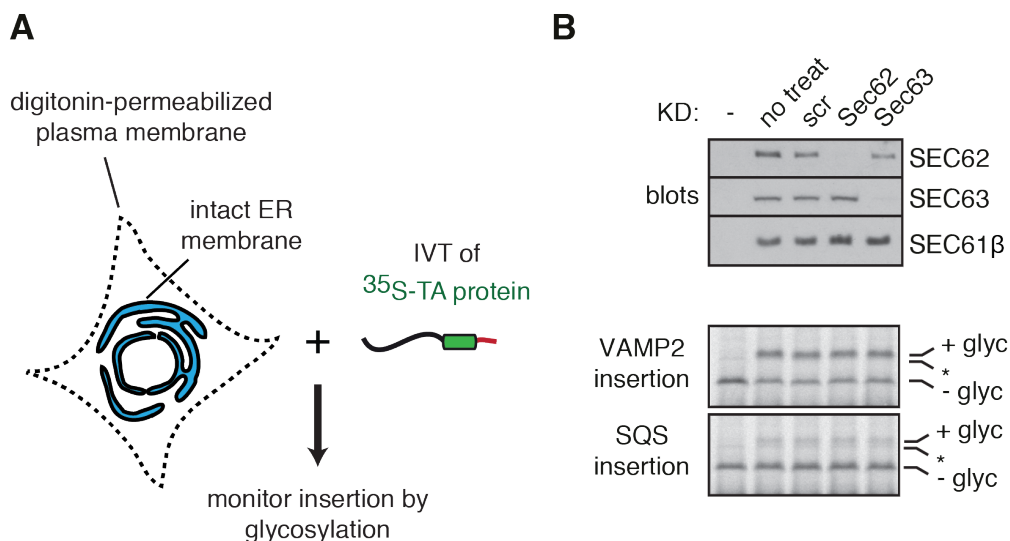 A
digitonin-permeabilized
plasma membrane
intact ER
membrane
IVT of
35S-TA protein
+
monitor insertion by
glycosylation
B
KD: - no treat scr Sec62 Sec63
blots
SEC62
SEC63
SEC61β
VAMP2
insertion
+ glyc
*
- glyc
SQS
insertion
+ glyc
*
- glyc